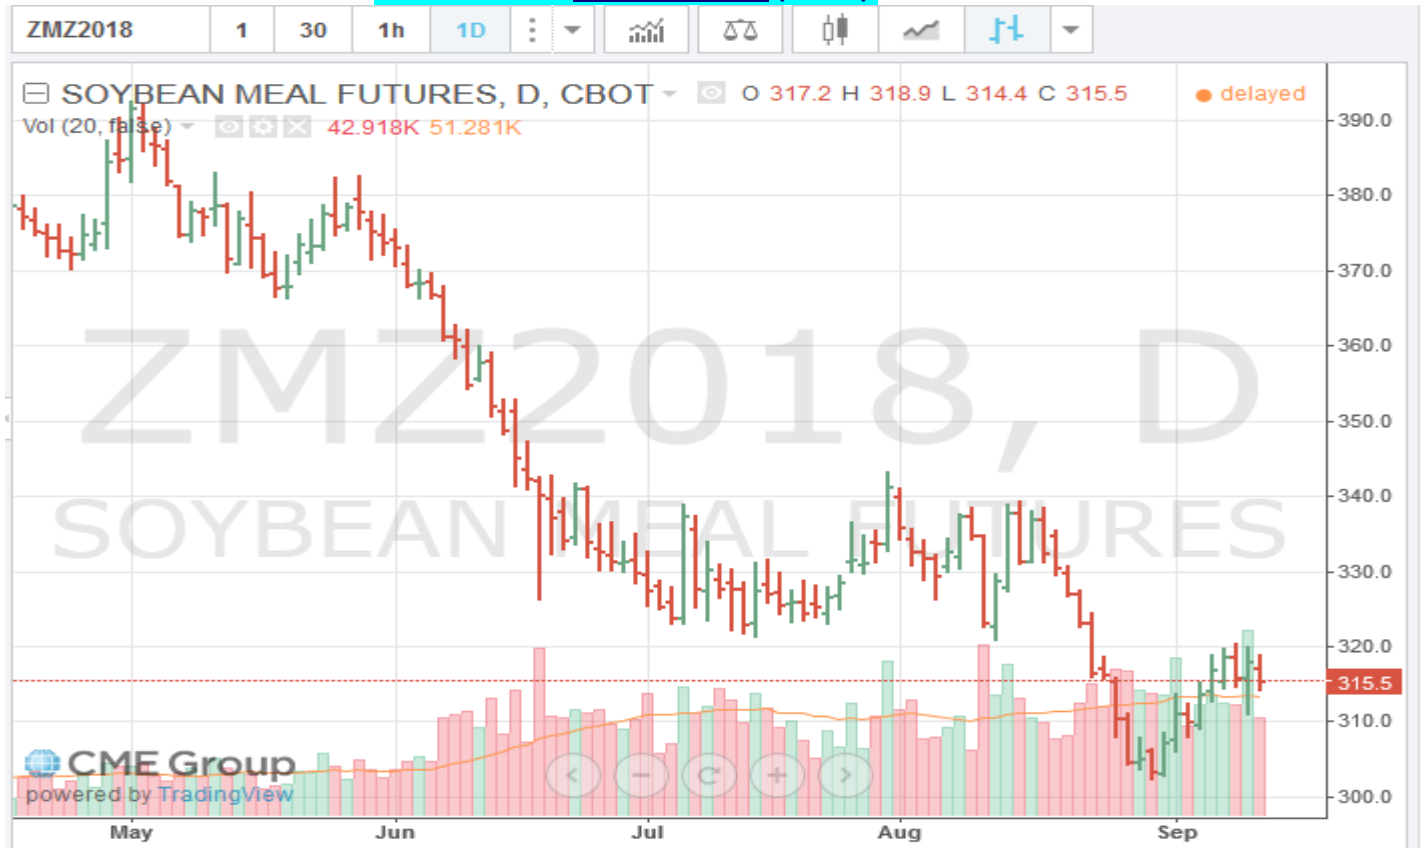 ZMZ2018 1 30 1h 1D
SOYBEAN MEAL FUTURES, D, CBOT O 317.2 H 318.9 L 314.4 C 315.5 delayed
Vol (20, false) 42.918K 51.281K
390.0
380.0
370.0
360.0
350.0
340.0
330.0
320.0
315.5
310.0
300.0
ZMZ2018, D
SOYBEAN MEAL FUTURES
CME Group
powered by TradingView
May Jun Jul Aug Sep